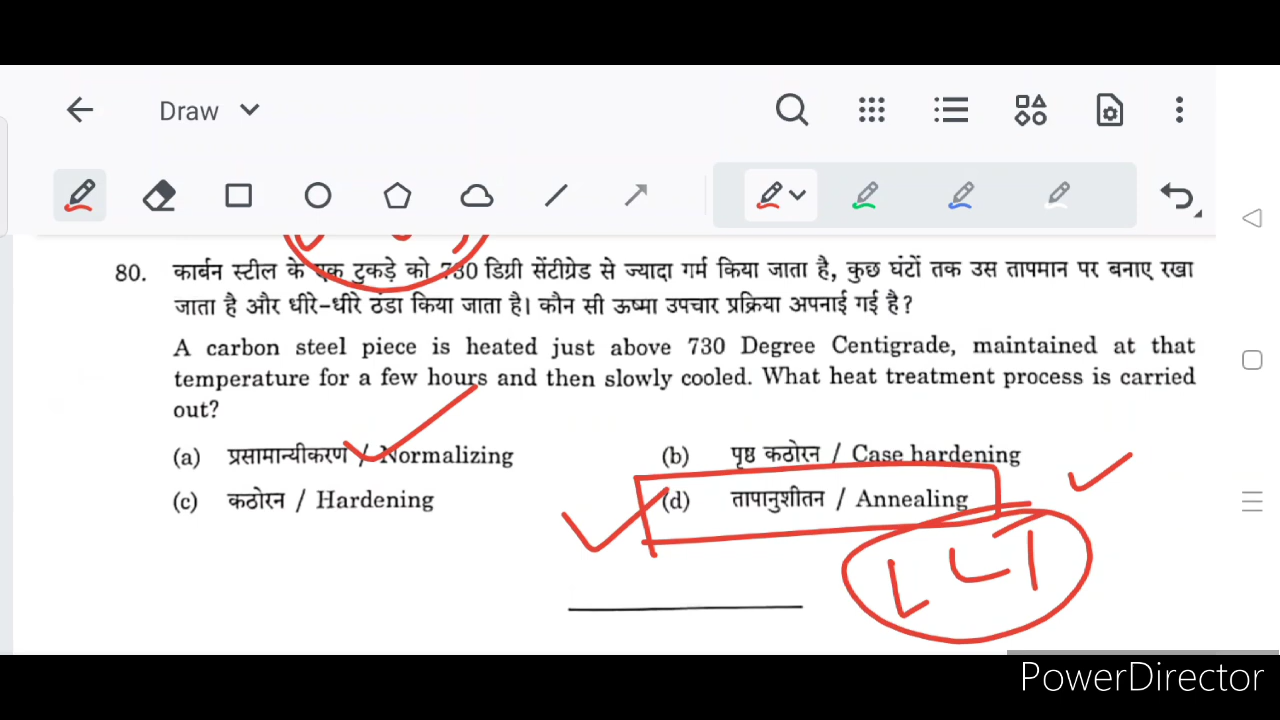 Draw
80. कार्बन स्टील के एक टुकड़े को 730 डिग्री सेंटीग्रेड से ज्यादा गर्म किया जाता है, कुछ घंटों तक उस तापमान पर बनाए रखा
जाता है और धीरे-धीरे ठंडा किया जाता है। कौन सी ऊष्मा उपचार प्रक्रिया अपनाई गई है?
A carbon steel piece is heated just above 730 Degree Centigrade, maintained at that
temperature for a few hours and then slowly cooled. What heat treatment process is carried
out?
(a) प्रसामान्यीकरण / Normalizing (b) पृष्ठ कठोरन / Case hardening
(c) कठोरन / Hardening (d) तापानुशीतन / Annealing
PowerDirector